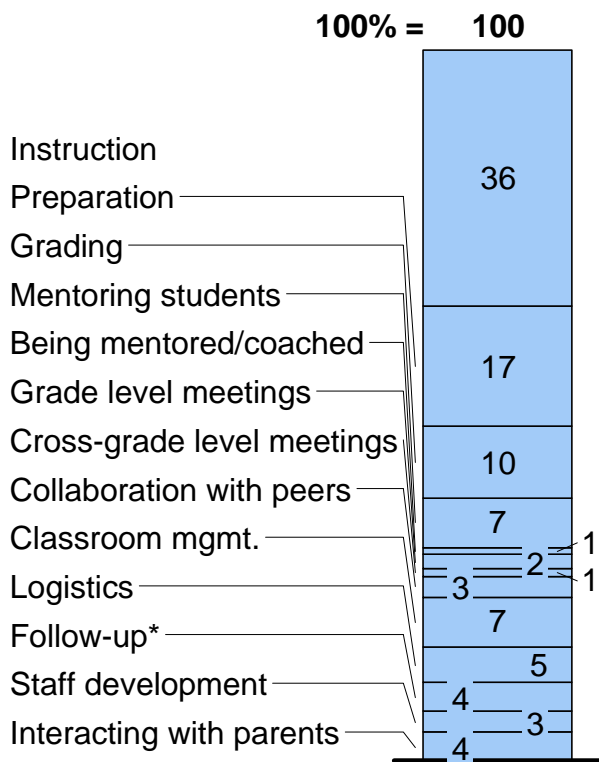 100% = 100
Instruction
36
Preparation
17
Grading
10
Mentoring students
7
Being mentored/coached
1
Grade level meetings
2
Cross-grade level meetings
1
Collaboration with peers
3
Classroom mgmt.
7
Logistics
5
Follow-up*
4
Staff development
3
Interacting with parents
4